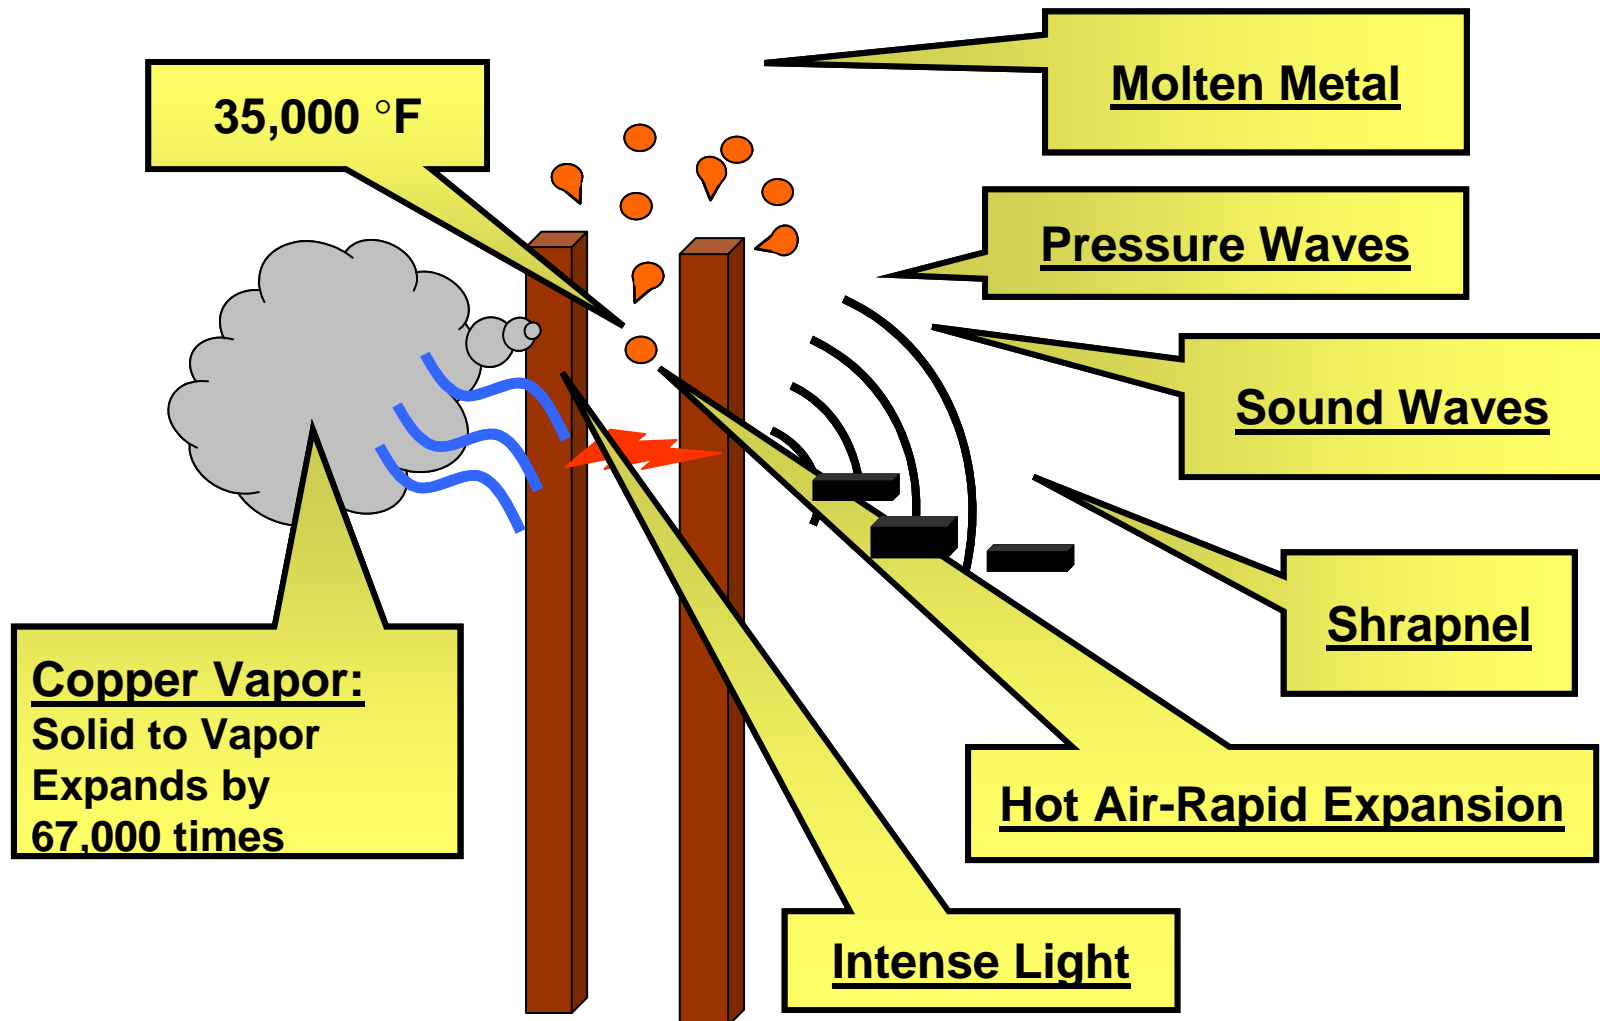 Molten Metal
35,000 °F
Pressure Waves
Sound Waves
Shrapnel
Copper Vapor:
Solid to Vapor
Expands by
67,000 times
Hot Air-Rapid Expansion
Intense Light